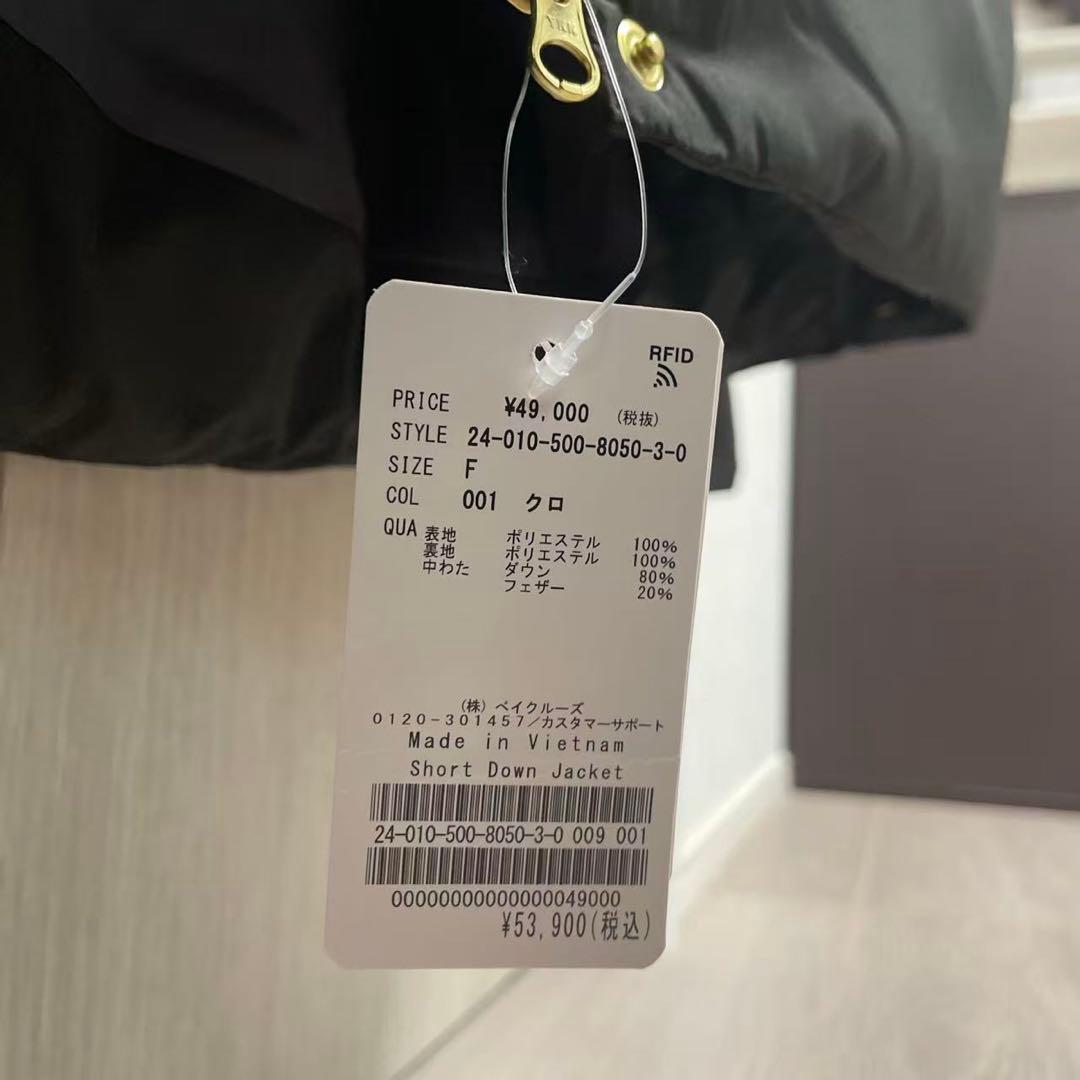 YKK
RFID
PRICE ¥49,000 (税抜)
STYLE 24-010-500-8050-3-0
SIZE F
COL 001 クロ
QUA 表地 ポリエステル 100%
裏地 ポリエステル 100%
中わた ダウン 80%
フェザー 20%
(株) ベイクルーズ
0120-301457/カスタマーサポート
Made in Vietnam
Short Down Jacket
24-010-500-8050-3-0 009 001
00000000000000049000
¥53,900(税込)